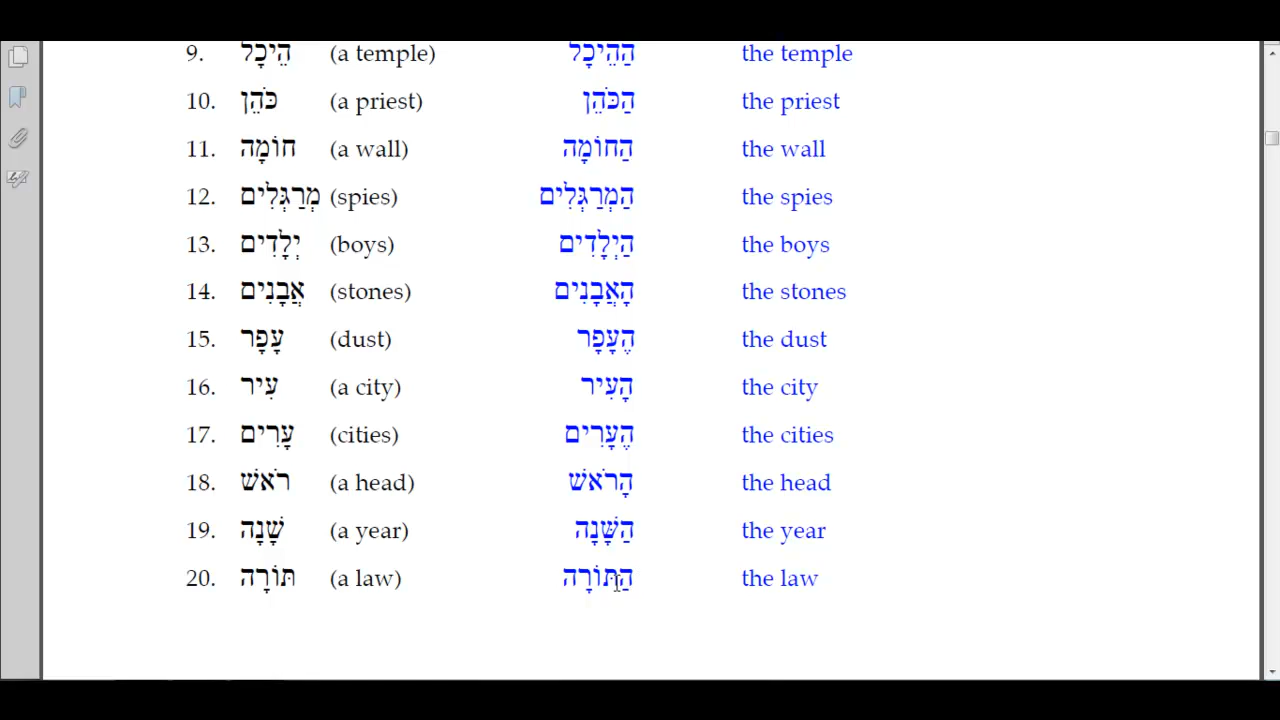 9. הֵיכָל (a temple) הַהֵיכָל the temple
10. כֹּהֵן (a priest) הַכֹּהֵן the priest
11. חוֹמָה (a wall) הַחוֹמָה the wall
12. מְרַגְּלִים (spies) הַמְרַגְּלִים the spies
13. יְלָדִים (boys) הַיְלָדִים the boys
14. אֲבָנִים (stones) הָאֲבָנִים the stones
15. עָפָר (dust) הֶעָפָר the dust
16. עִיר (a city) הָעִיר the city
17. עָרִים (cities) הֶעָרִים the cities
18. רֹאשׁ (a head) הָרֹאשׁ the head
19. שָׁנָה (a year) הַשָּׁנָה the year
20. תּוֹרָה (a law) הַתּוֹרָה the law